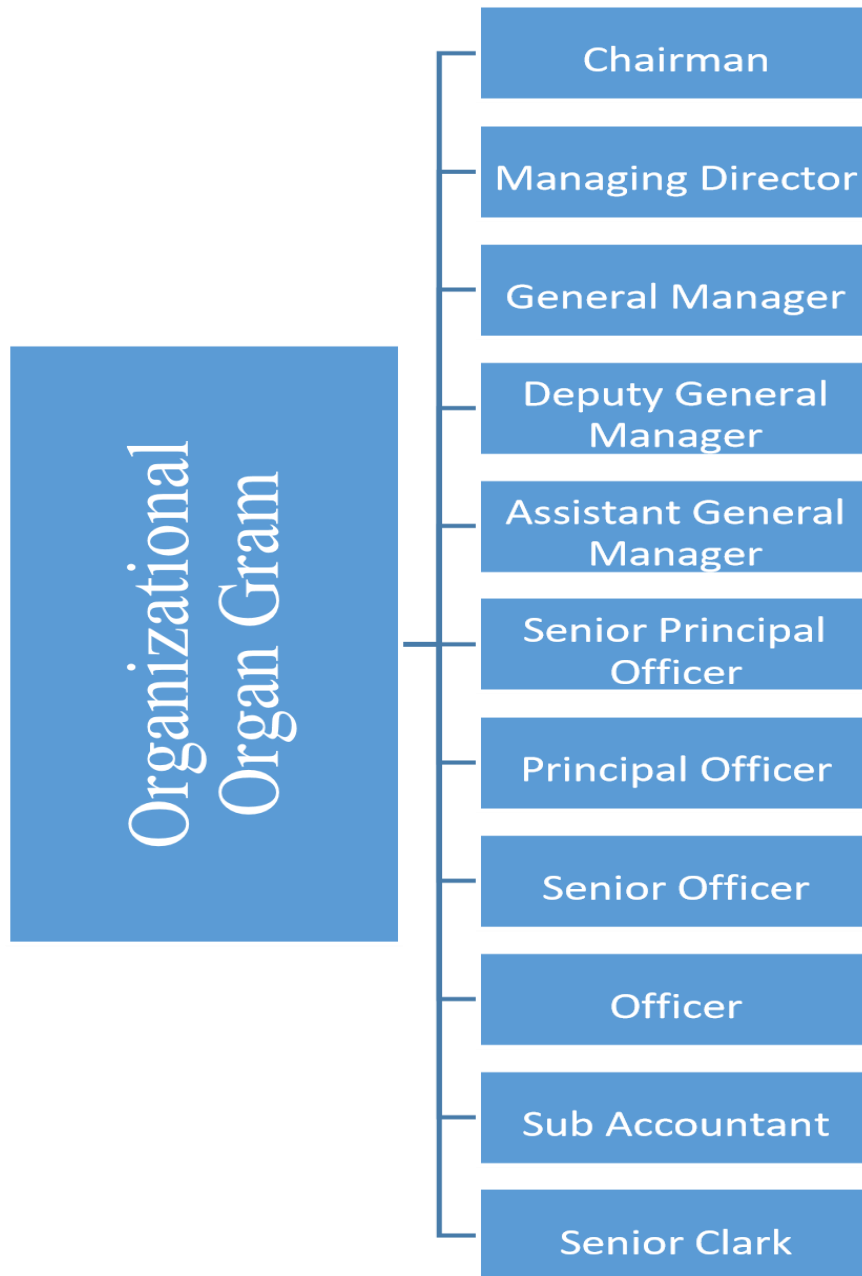 Organizational
Organ Gram
Chairman
Managing Director
General Manager
Deputy General
Manager
Assistant General
Manager
Senior Principal
Officer
Principal Officer
Senior Officer
Officer
Sub Accountant
Senior Clark